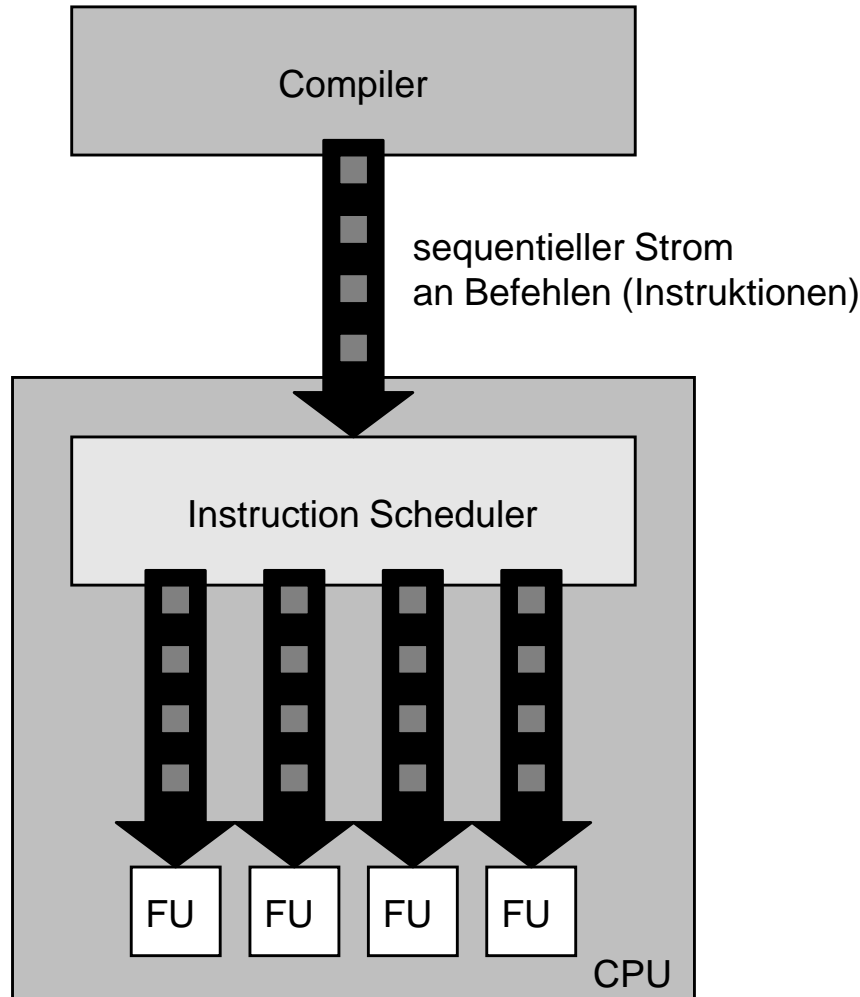 Compiler
sequentieller Strom
an Befehlen (Instruktionen)
Instruction Scheduler
FU FU FU FU
CPU